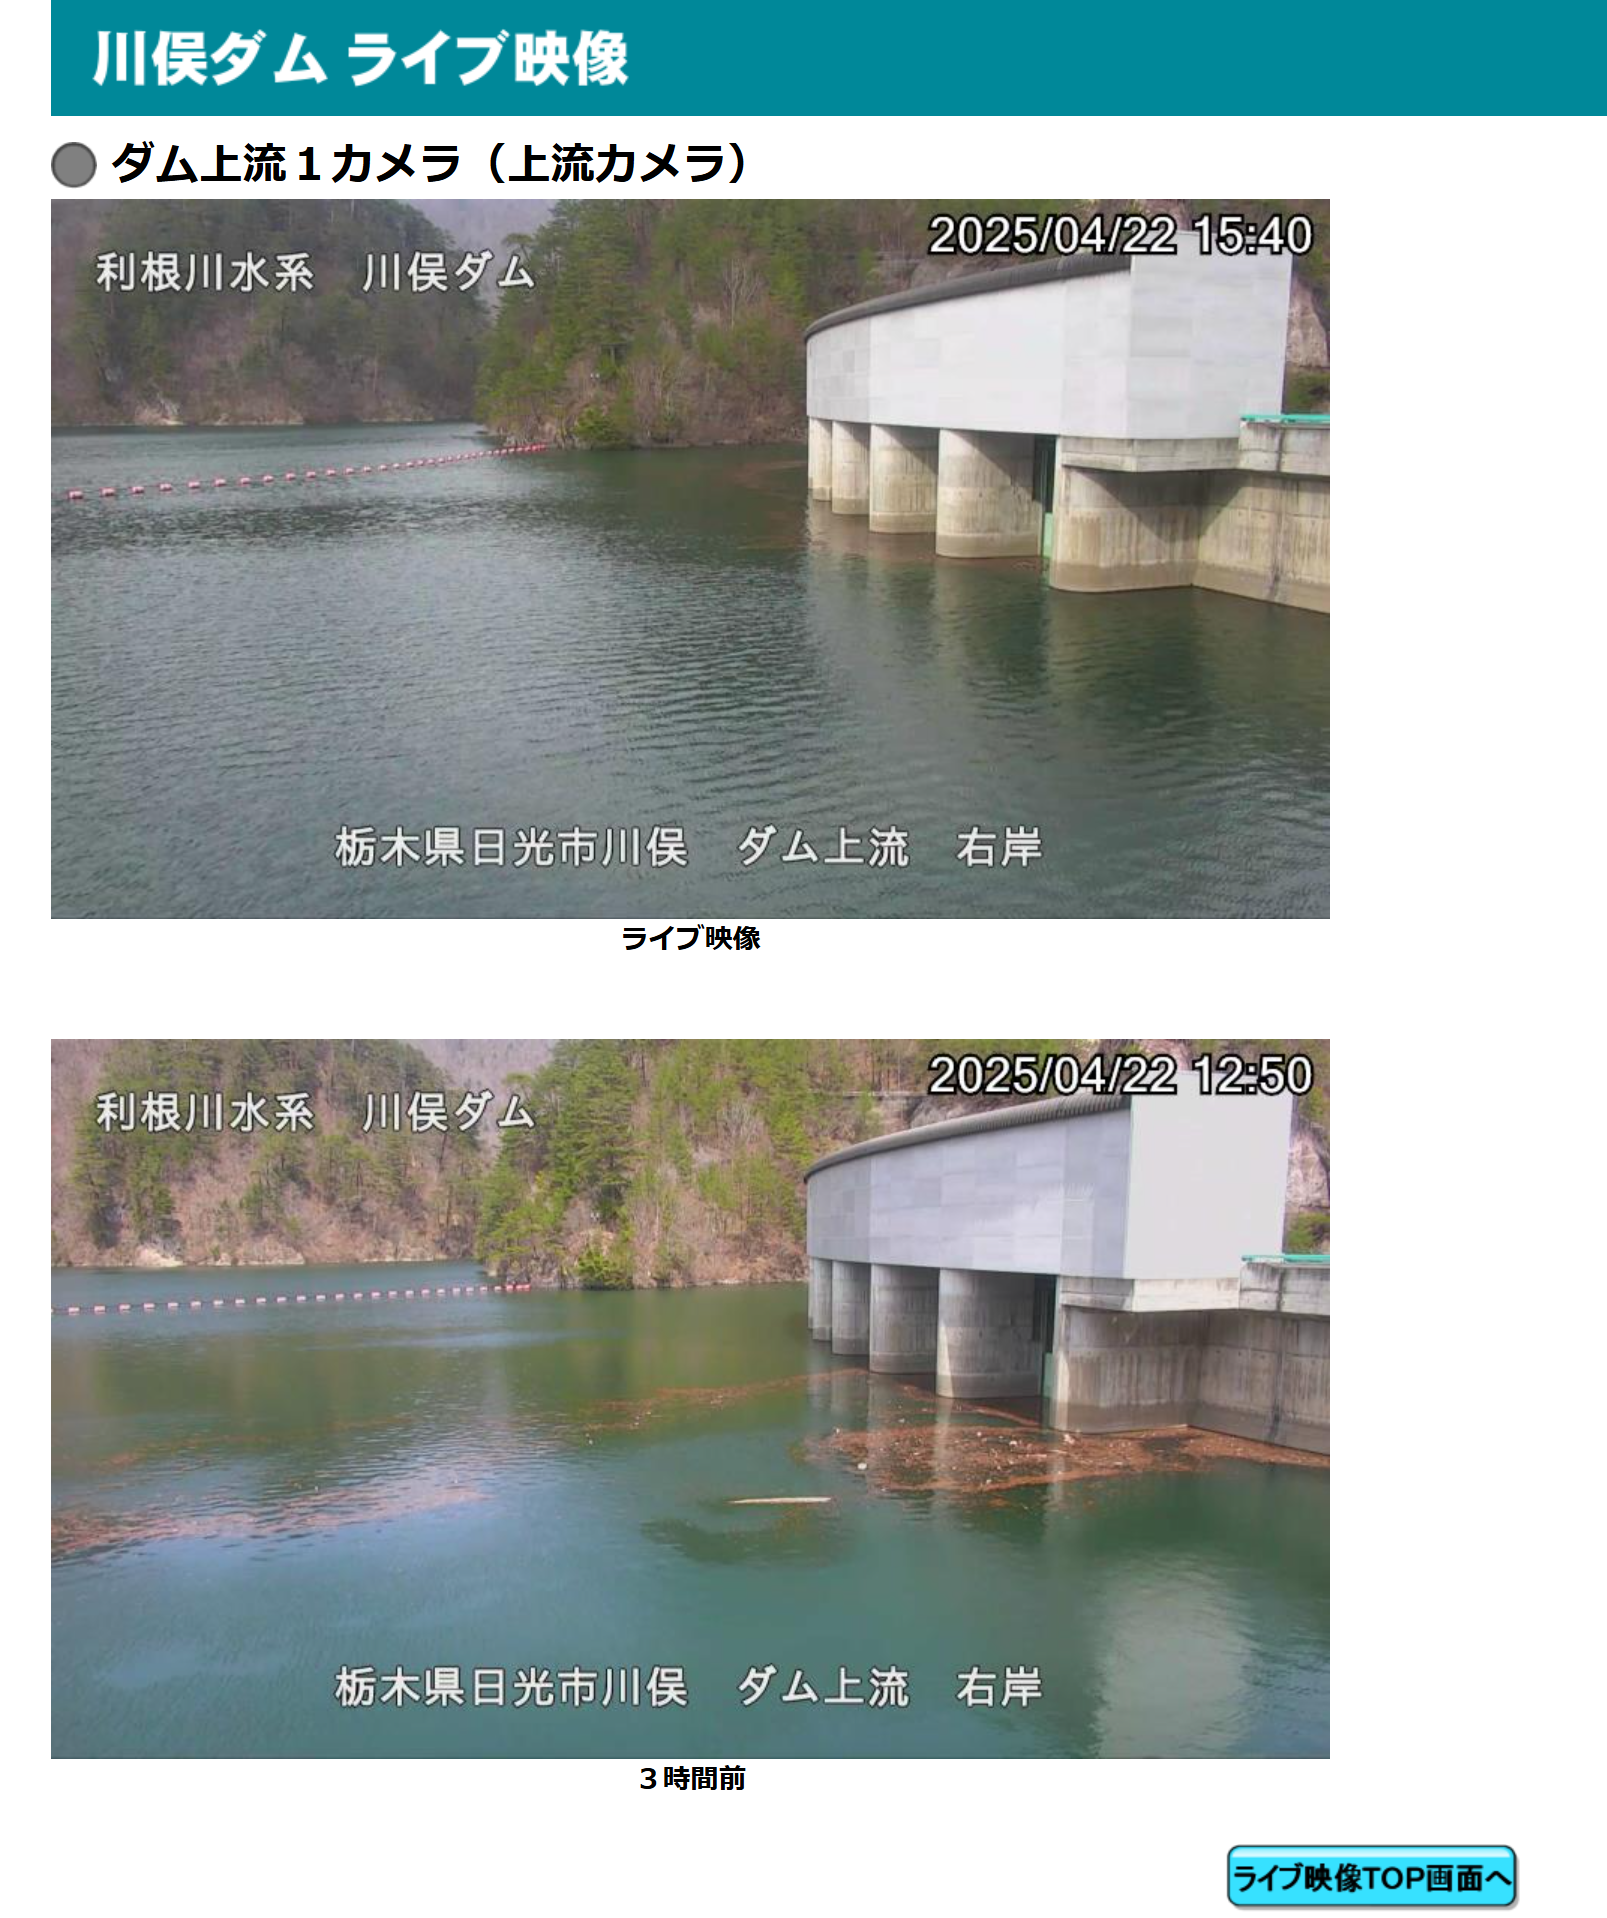 川俣ダム ライブ映像
ダム上流１カメラ（上流カメラ）
2025/04/22 15:40
利根川水系　川俣ダム
栃木県日光市川俣　ダム上流　右岸
ライブ映像
2025/04/22 12:50
利根川水系　川俣ダム
栃木県日光市川俣　ダム上流　右岸
３時間前
ライブ映像TOP画面へ